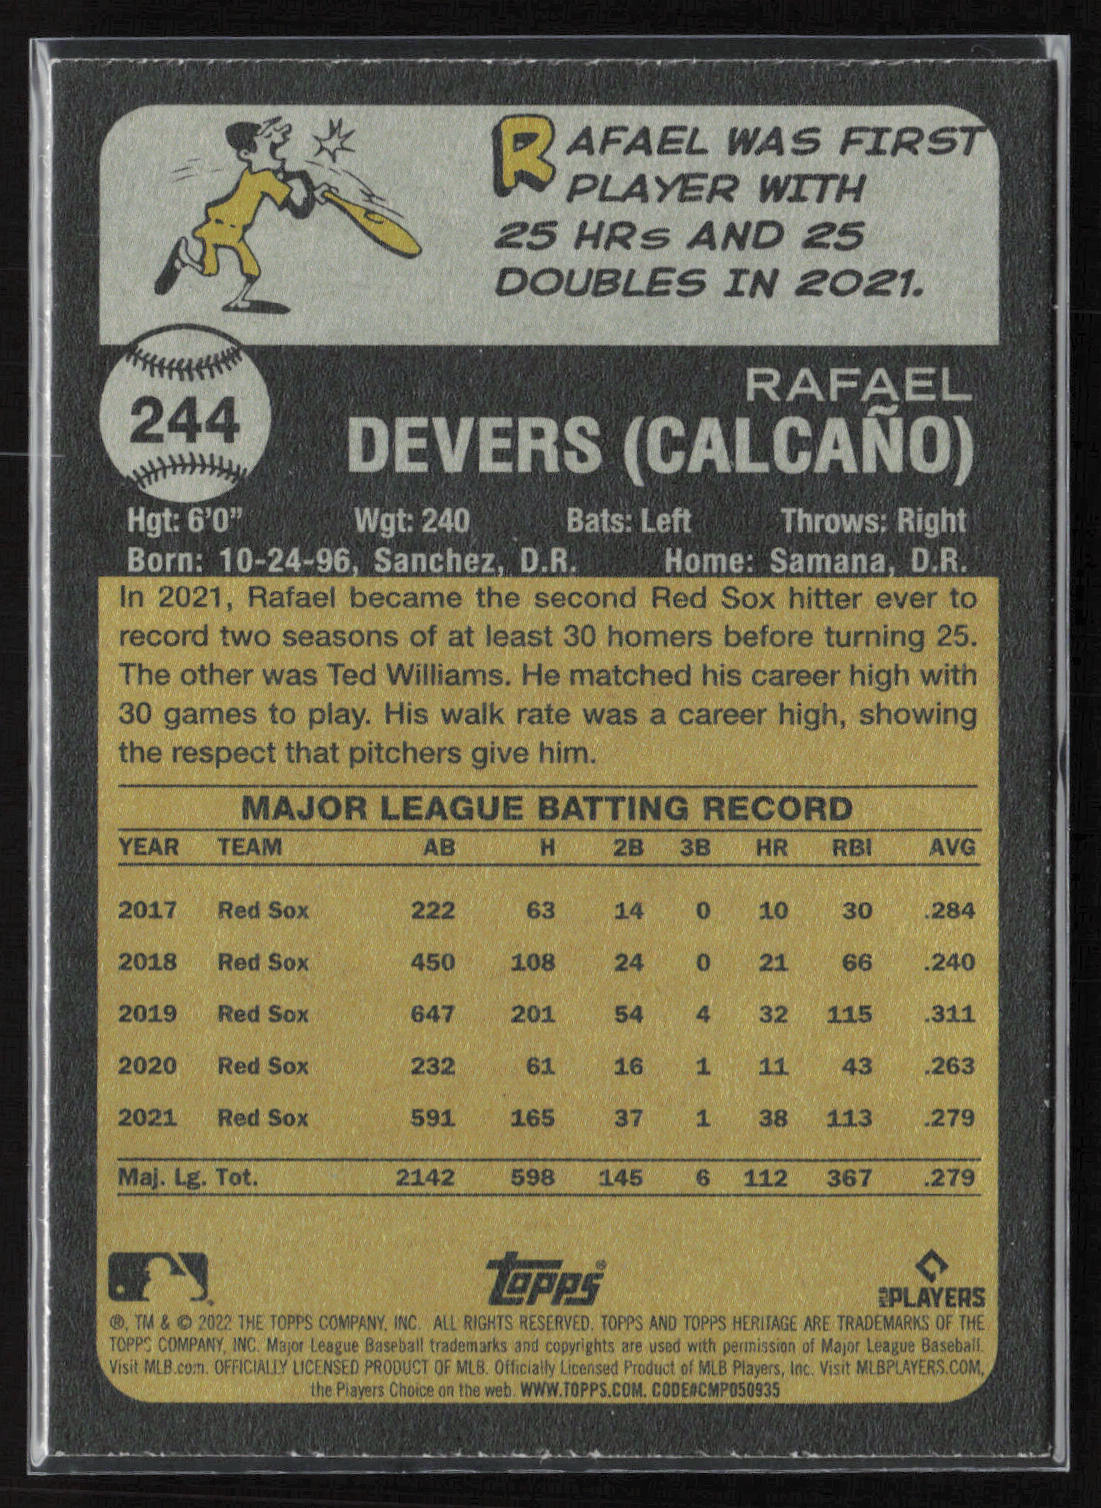 RAFAEL WAS FIRST
PLAYER WITH
25 HRs AND 25
DOUBLES IN 2021.
244
RAFAEL
DEVERS (CALCAÑO)
Hgt: 6'0" Wgt: 240 Bats: Left Throws: Right
Born: 10-24-96, Sanchez, D.R. Home: Samana, D.R.
In 2021, Rafael became the second Red Sox hitter ever to
record two seasons of at least 30 homers before turning 25.
The other was Ted Williams. He matched his career high with
30 games to play. His walk rate was a career high, showing
the respect that pitchers give him.
MAJOR LEAGUE BATTING RECORD
YEAR TEAM AB H 2B 3B HR RBI AVG
2017 Red Sox 222 63 14 0 10 30 .284
2018 Red Sox 450 108 24 0 21 66 .240
2019 Red Sox 647 201 54 4 32 115 .311
2020 Red Sox 232 61 16 1 11 43 .263
2021 Red Sox 591 165 37 1 38 113 .279
Maj. Lg. Tot. 2142 598 145 6 112 367 .279
Topps® MLB PLAYERS
®, TM & © 2022 THE TOPPS COMPANY, INC. ALL RIGHTS RESERVED. TOPPS AND TOPPS HERITAGE ARE TRADEMARKS OF THE
TOPPS COMPANY, INC. Major League Baseball trademarks and copyrights are used with permission of Major League Baseball.
Visit MLB.com. OFFICIALLY LICENSED PRODUCT OF MLB. Officially Licensed Product of MLB Players, Inc. Visit MLBPLAYERS.COM,
the Players Choice on the web. WWW.TOPPS.COM. CODE#CMP050935